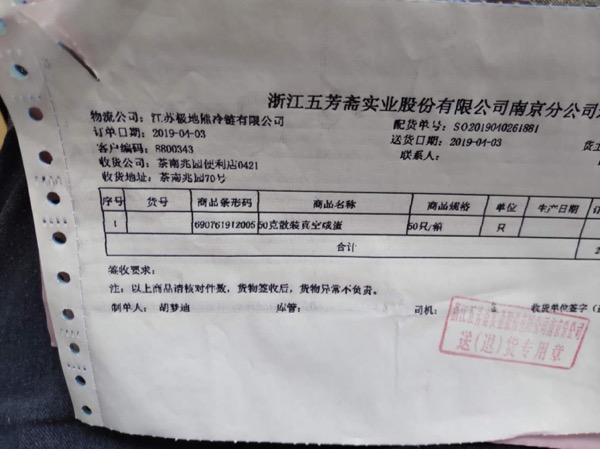 浙江五芳斋实业股份有限公司南京分公司
物流公司：江苏极地熊冷链有限公司
配货单号：SO2019040261881
订单日期：2019-04-03
送货日期：2019-04-03
客户编码：8800343
联系人：
收货公司：茶南兆园便利店0421
收货地址：茶南兆园70号
序号 货号 商品条形码 商品名称 商品规格 单位 生产日期
1 690761912005 50克散装真空咸蛋 50只/箱 只
合计
签收要求：
注：以上商品请核对件数，货物签收后，货物异常不负责。
制单人：胡梦迪 库管： 司机： 收货单位签字
送(退)货专用章